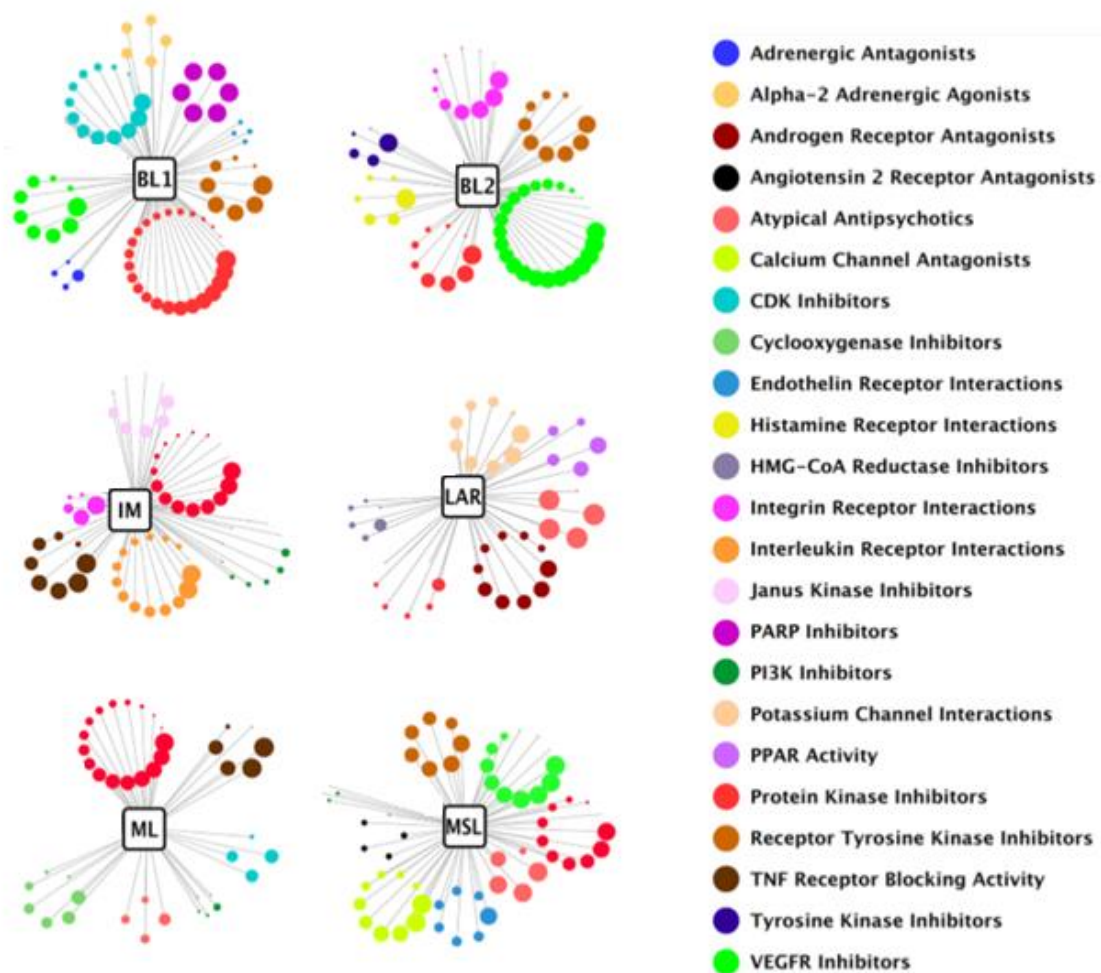 BL1
BL2
IM
LAR
ML
MSL
Adrenergic Antagonists
Alpha-2 Adrenergic Agonists
Androgen Receptor Antagonists
Angiotensin 2 Receptor Antagonists
Atypical Antipsychotics
Calcium Channel Antagonists
CDK Inhibitors
Cyclooxygenase Inhibitors
Endothelin Receptor Interactions
Histamine Receptor Interactions
HMG-CoA Reductase Inhibitors
Integrin Receptor Interactions
Interleukin Receptor Interactions
Janus Kinase Inhibitors
PARP Inhibitors
PI3K Inhibitors
Potassium Channel Interactions
PPAR Activity
Protein Kinase Inhibitors
Receptor Tyrosine Kinase Inhibitors
TNF Receptor Blocking Activity
Tyrosine Kinase Inhibitors
VEGFR Inhibitors